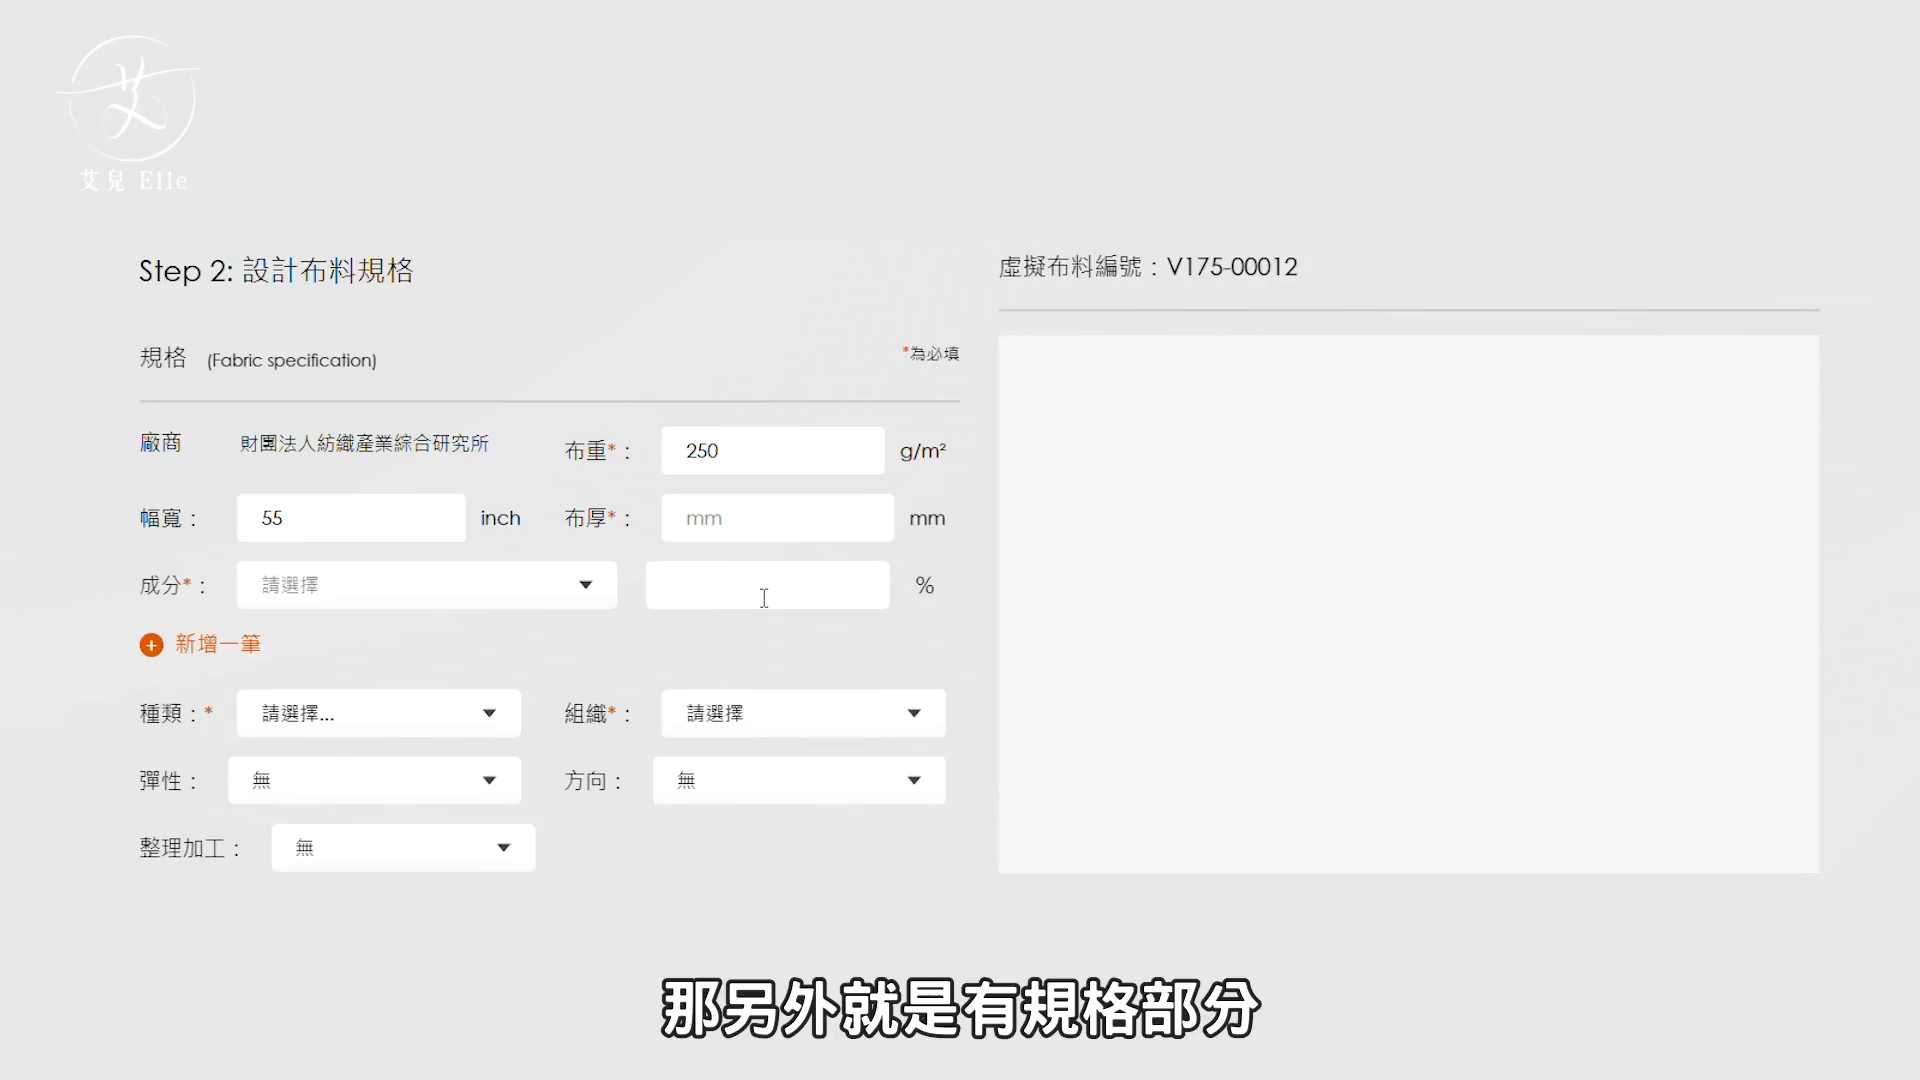 艾
艾兒 Elle
Step 2: 設計布料規格
虛擬布料編號：V175-00012
規格 (Fabric specification)
*為必填
廠商 財團法人紡織產業綜合研究所 布重*： 250 g/m²
幅寬： 55 inch 布厚*： mm mm
成分*： 請選擇 %
+ 新增一筆
種類：* 請選擇... 組織*： 請選擇
彈性： 無 方向： 無
整理加工： 無
那另外就是有規格部分